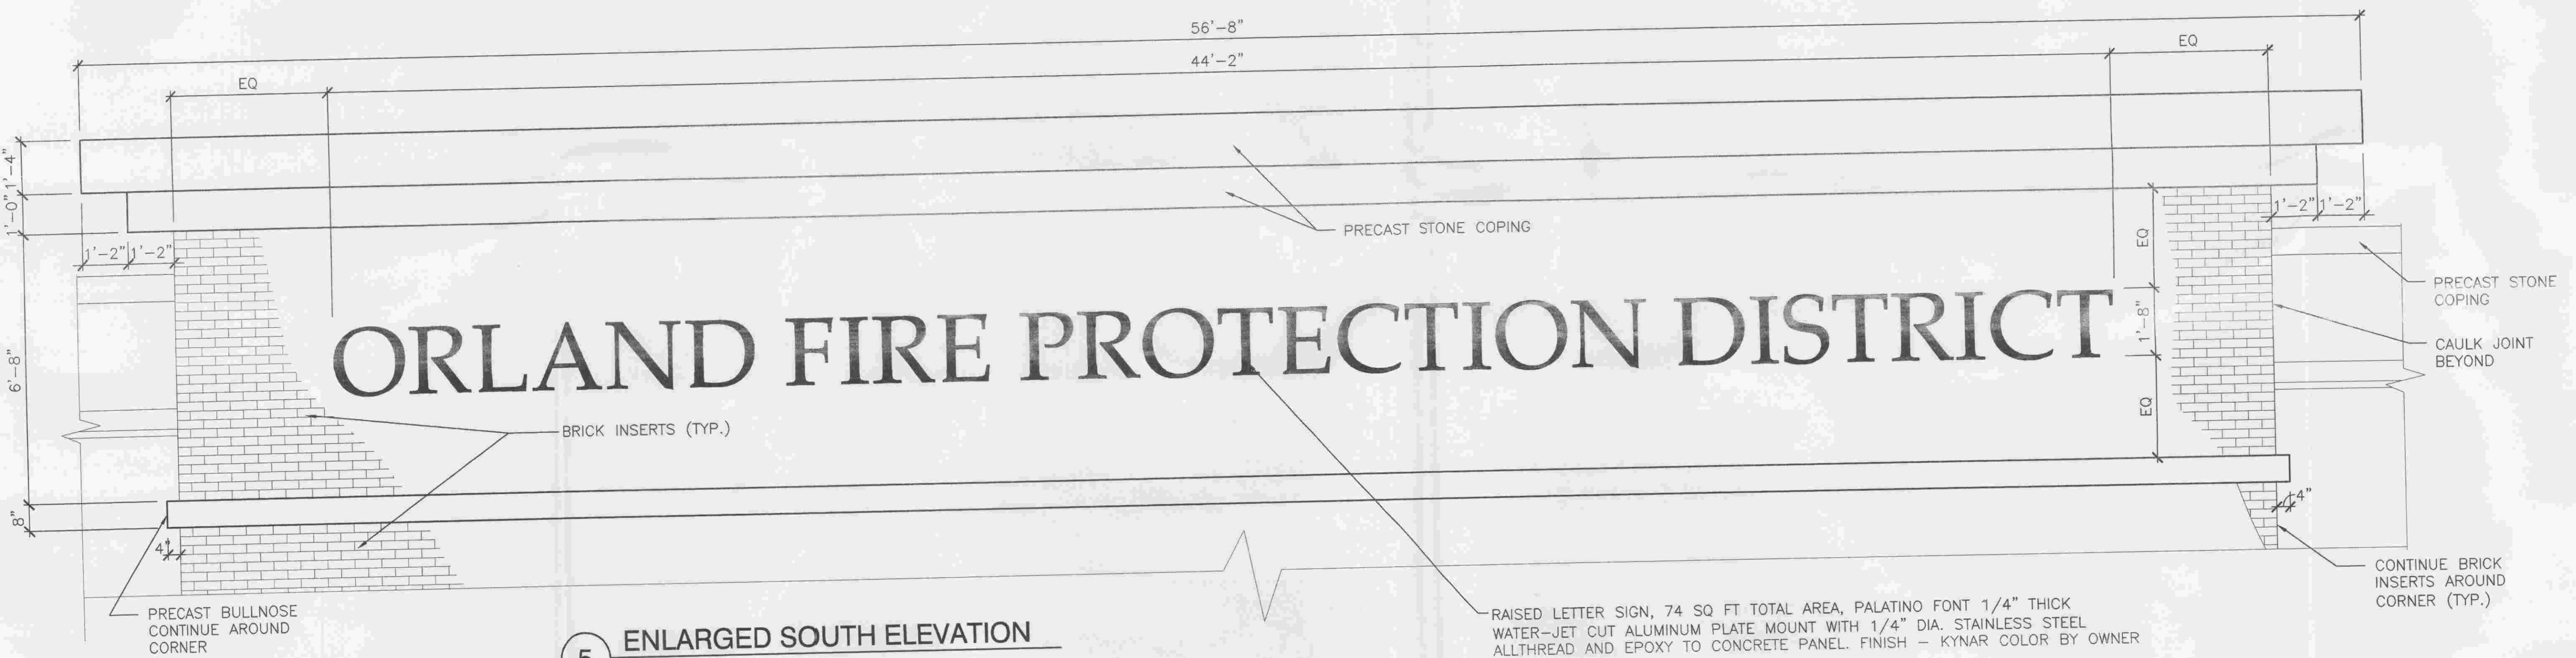 56'-8"
44'-2"
EQ
EQ
1'-4"
1'-0"
1'-2" 1'-2"
1'-2" 1'-2"
PRECAST STONE COPING
EQ
PRECAST STONE
COPING
ORLAND FIRE PROTECTION DISTRICT
1'-8"
CAULK JOINT
BEYOND
6'-8"
EQ
BRICK INSERTS (TYP.)
8"
4"
4"
PRECAST BULLNOSE
CONTINUE AROUND
CORNER
CONTINUE BRICK
INSERTS AROUND
CORNER (TYP.)
RAISED LETTER SIGN, 74 SQ FT TOTAL AREA, PALATINO FONT 1/4" THICK
WATER-JET CUT ALUMINUM PLATE MOUNT WITH 1/4" DIA. STAINLESS STEEL
ALLTHREAD AND EPOXY TO CONCRETE PANEL. FINISH – KYNAR COLOR BY OWNER
5 ENLARGED SOUTH ELEVATION